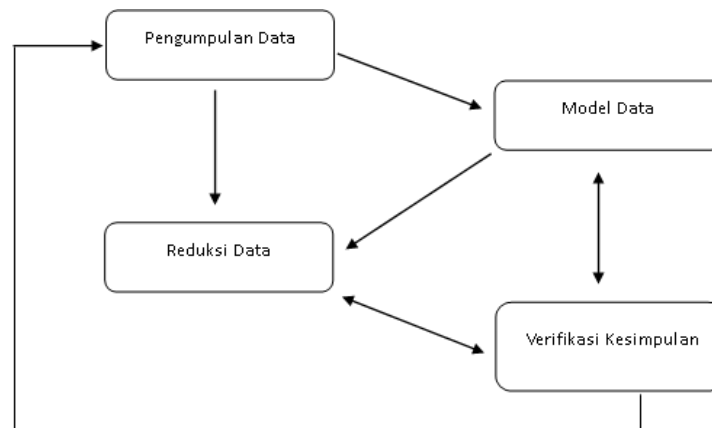 Pengumpulan Data
Model Data
Reduksi Data
Verifikasi Kesimpulan